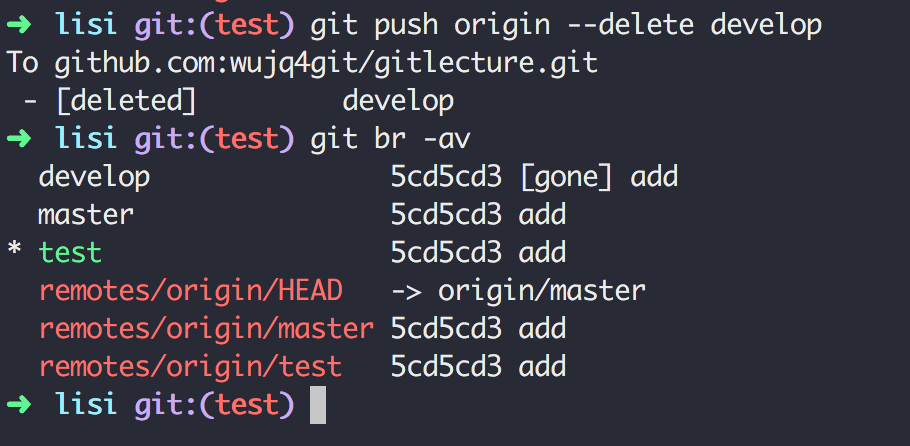 ➜  lisi git:(test) git push origin --delete develop
To github.com:wujq4git/gitlecture.git
 - [deleted]         develop
➜  lisi git:(test) git br -av
  develop               5cd5cd3 [gone] add
  master                5cd5cd3 add
* test                  5cd5cd3 add
  remotes/origin/HEAD   -> origin/master
  remotes/origin/master 5cd5cd3 add
  remotes/origin/test   5cd5cd3 add
➜  lisi git:(test)